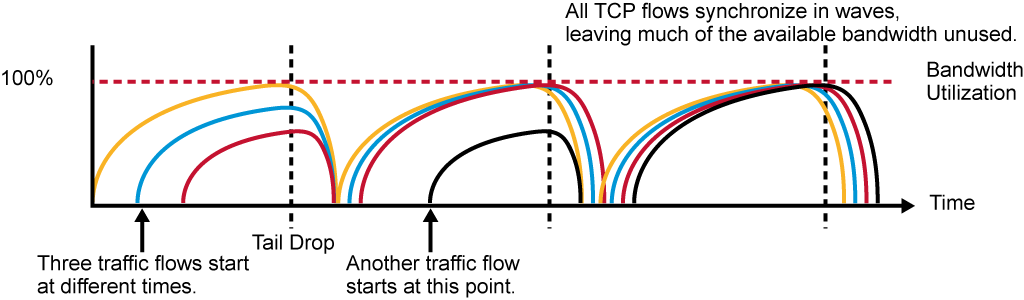 All TCP flows synchronize in waves,
leaving much of the available bandwidth unused.
100%
Bandwidth
Utilization
Time
Tail Drop
Three traffic flows start
at different times.
Another traffic flow
starts at this point.